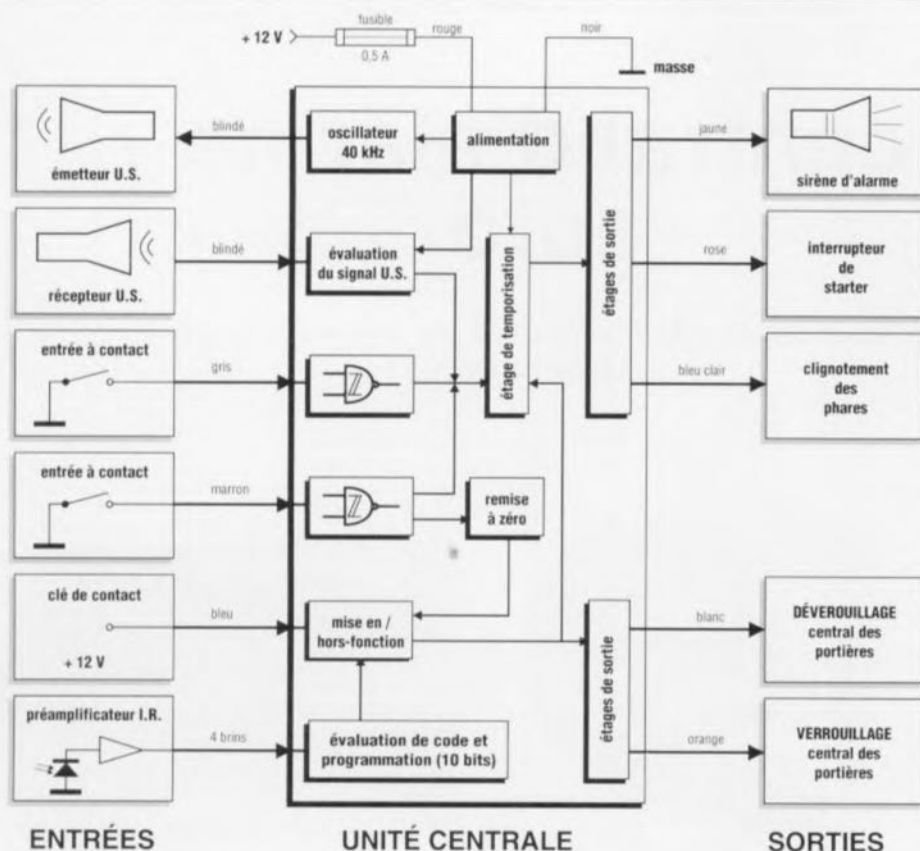 fusible
+ 12 V
rouge
noir
0,5 A
masse
blindé
oscillateur
40 kHz
alimentation
jaune
émetteur U.S.
sirène d'alarme
blindé
évaluation
du signal U.S.
étage de temporisation
étages de sortie
rose
interrupteur
de
starter
récepteur U.S.
entrée à contact
gris
bleu clair
clignotement
des
phares
entrée à contact
marron
remise
à zéro
clé de contact
+ 12 V
bleu
mise en /
hors-fonction
étages de sortie
blanc
DÉVEROUILLAGE
central des
portières
préamplificateur I.R.
4 brins
évaluation de code et
programmation (10 bits)
orange
VERROUILLAGE
central des
portières
ENTRÉES
UNITÉ CENTRALE
SORTIES